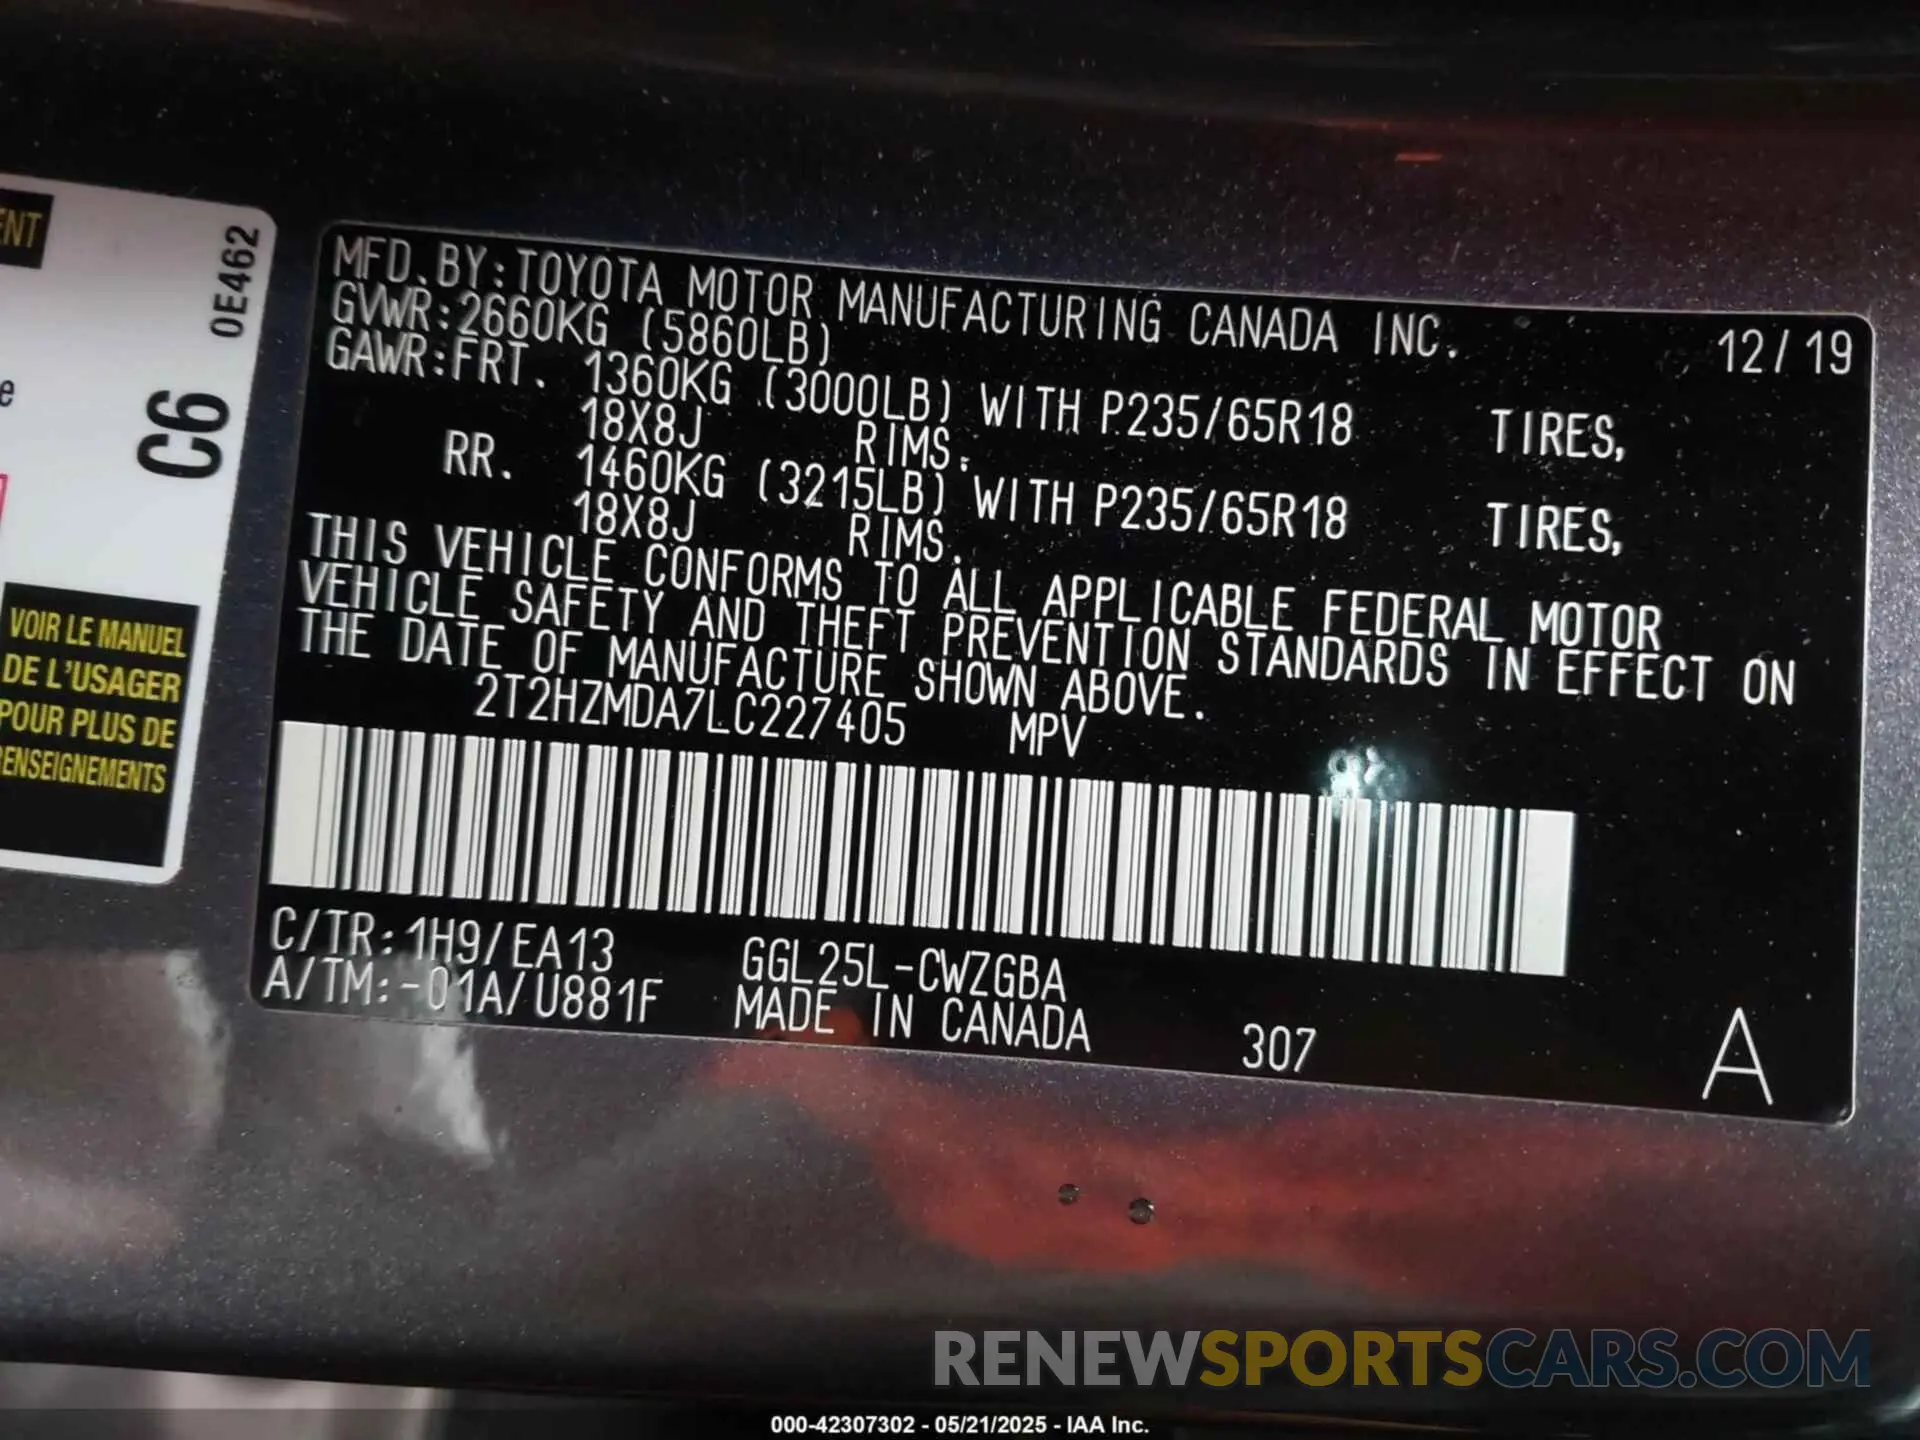 ENT
0E462
e
C6
VOIR LE MANUEL
DE L'USAGER
POUR PLUS DE
RENSEIGNEMENTS
MFD.BY:TOYOTA MOTOR MANUFACTURING CANADA INC. 12/19
GVWR:2660KG (5860LB)
GAWR:FRT. 1360KG (3000LB) WITH P235/65R18 TIRES,
18X8J RIMS.
RR. 1460KG (3215LB) WITH P235/65R18 TIRES,
18X8J RIMS.
THIS VEHICLE CONFORMS TO ALL APPLICABLE FEDERAL MOTOR
VEHICLE SAFETY AND THEFT PREVENTION STANDARDS IN EFFECT ON
THE DATE OF MANUFACTURE SHOWN ABOVE.
2T2HZMDA7LC227405 MPV
C/TR:1H9/EA13 GGL25L-CWZGBA
A/TM:-01A/U881F MADE IN CANADA 307 A
RENEWSPORTSCARS.COM
000-42307302 - 05/21/2025 - IAA Inc.